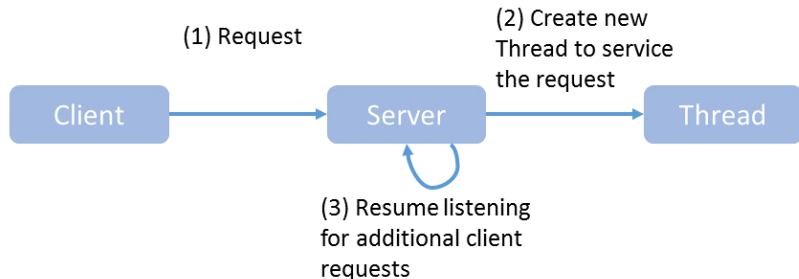 (1) Request
(2) Create new
Thread to service
the request
Client
Server
Thread
(3) Resume listening
for additional client
requests